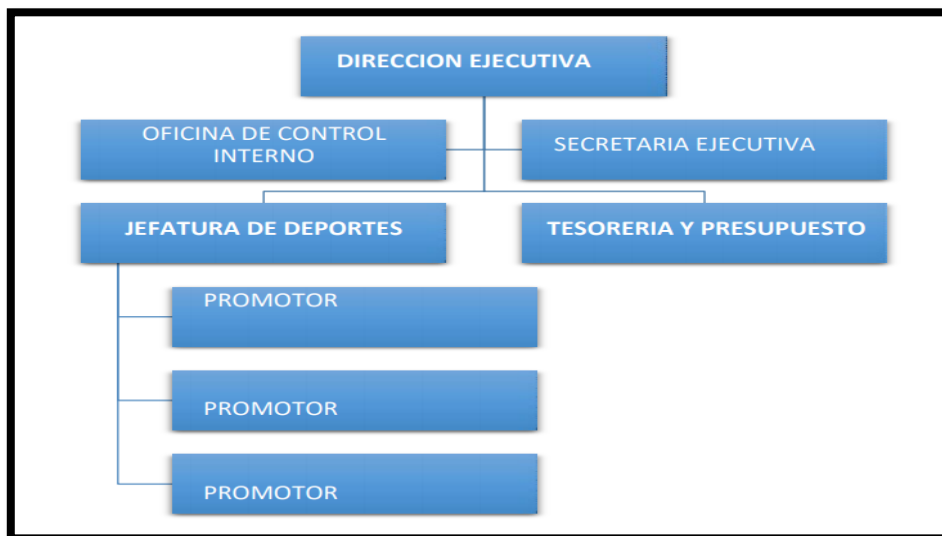 DIRECCION EJECUTIVA
OFICINA DE CONTROL
INTERNO
SECRETARIA EJECUTIVA
JEFATURA DE DEPORTES
TESORERIA Y PRESUPUESTO
PROMOTOR
PROMOTOR
PROMOTOR